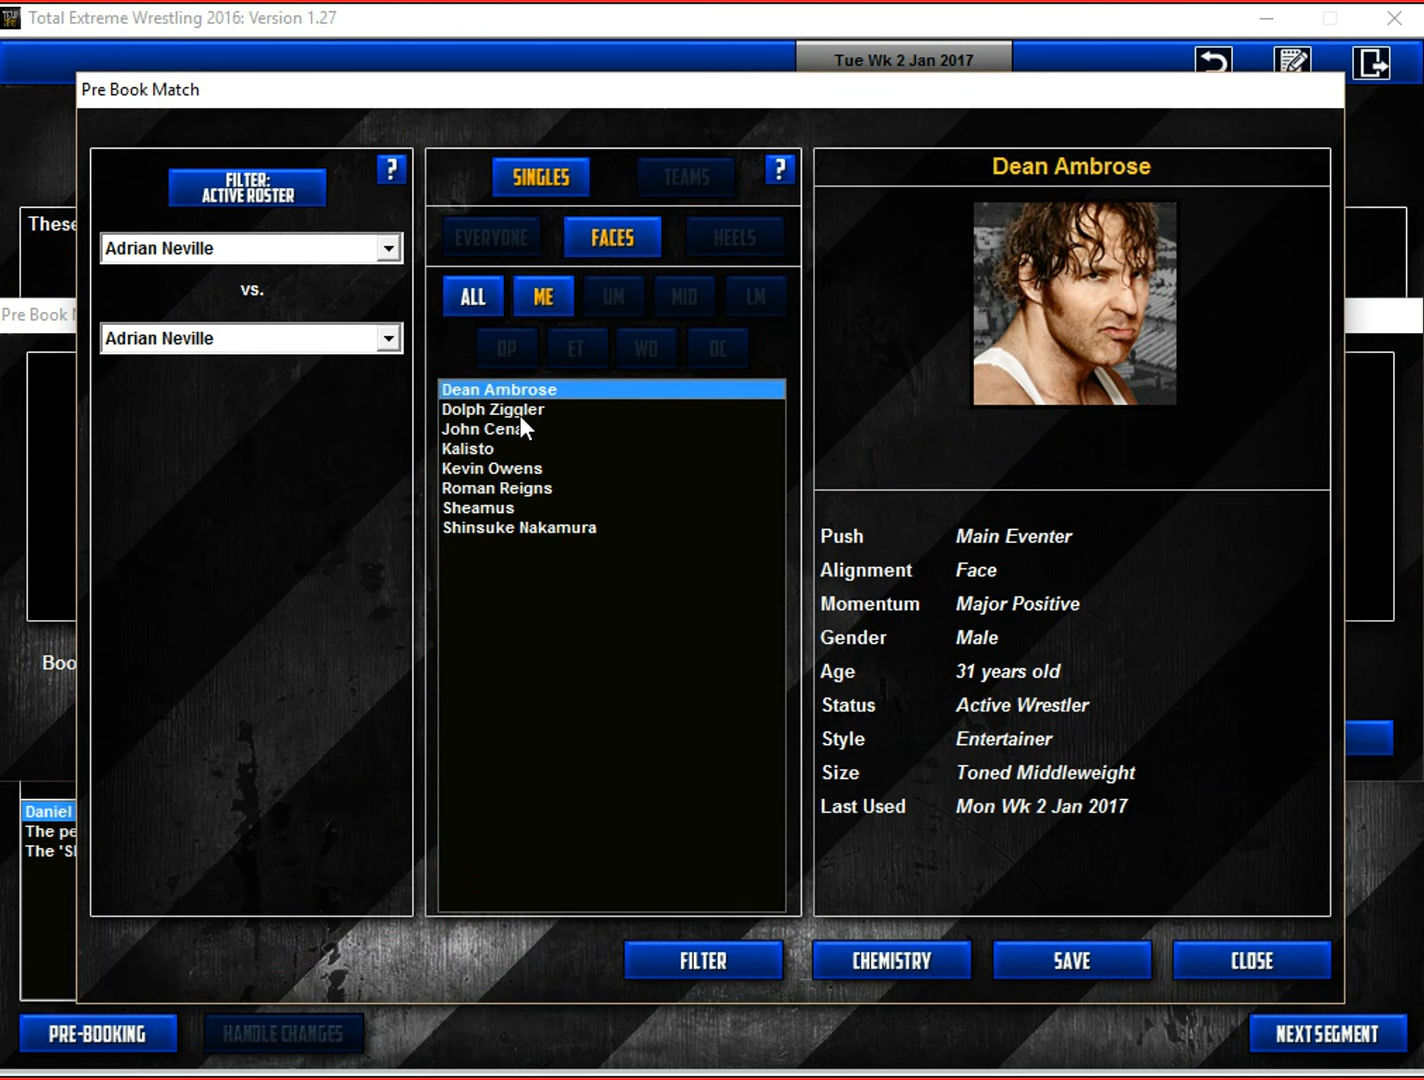 Total Extreme Wrestling 2016: Version 1.27
Tue Wk 2 Jan 2017
Pre Book Match
FILTER:
ACTIVE ROSTER
?
Adrian Neville
vs.
Adrian Neville
SINGLES
TEAMS
?
EVERYONE
FACES
HEELS
ALL
ME
UM
MID
LM
OP
ET
WD
OC
Dean Ambrose
Dolph Ziggler
John Cena
Kalisto
Kevin Owens
Roman Reigns
Sheamus
Shinsuke Nakamura
Dean Ambrose
Push Main Eventer
Alignment Face
Momentum Major Positive
Gender Male
Age 31 years old
Status Active Wrestler
Style Entertainer
Size Toned Middleweight
Last Used Mon Wk 2 Jan 2017
FILTER
CHEMISTRY
SAVE
CLOSE
These
Pre Book
Boo
Daniel
The pe
The 'S
PRE-BOOKING
HANDLE CHANGES
NEXT SEGMENT